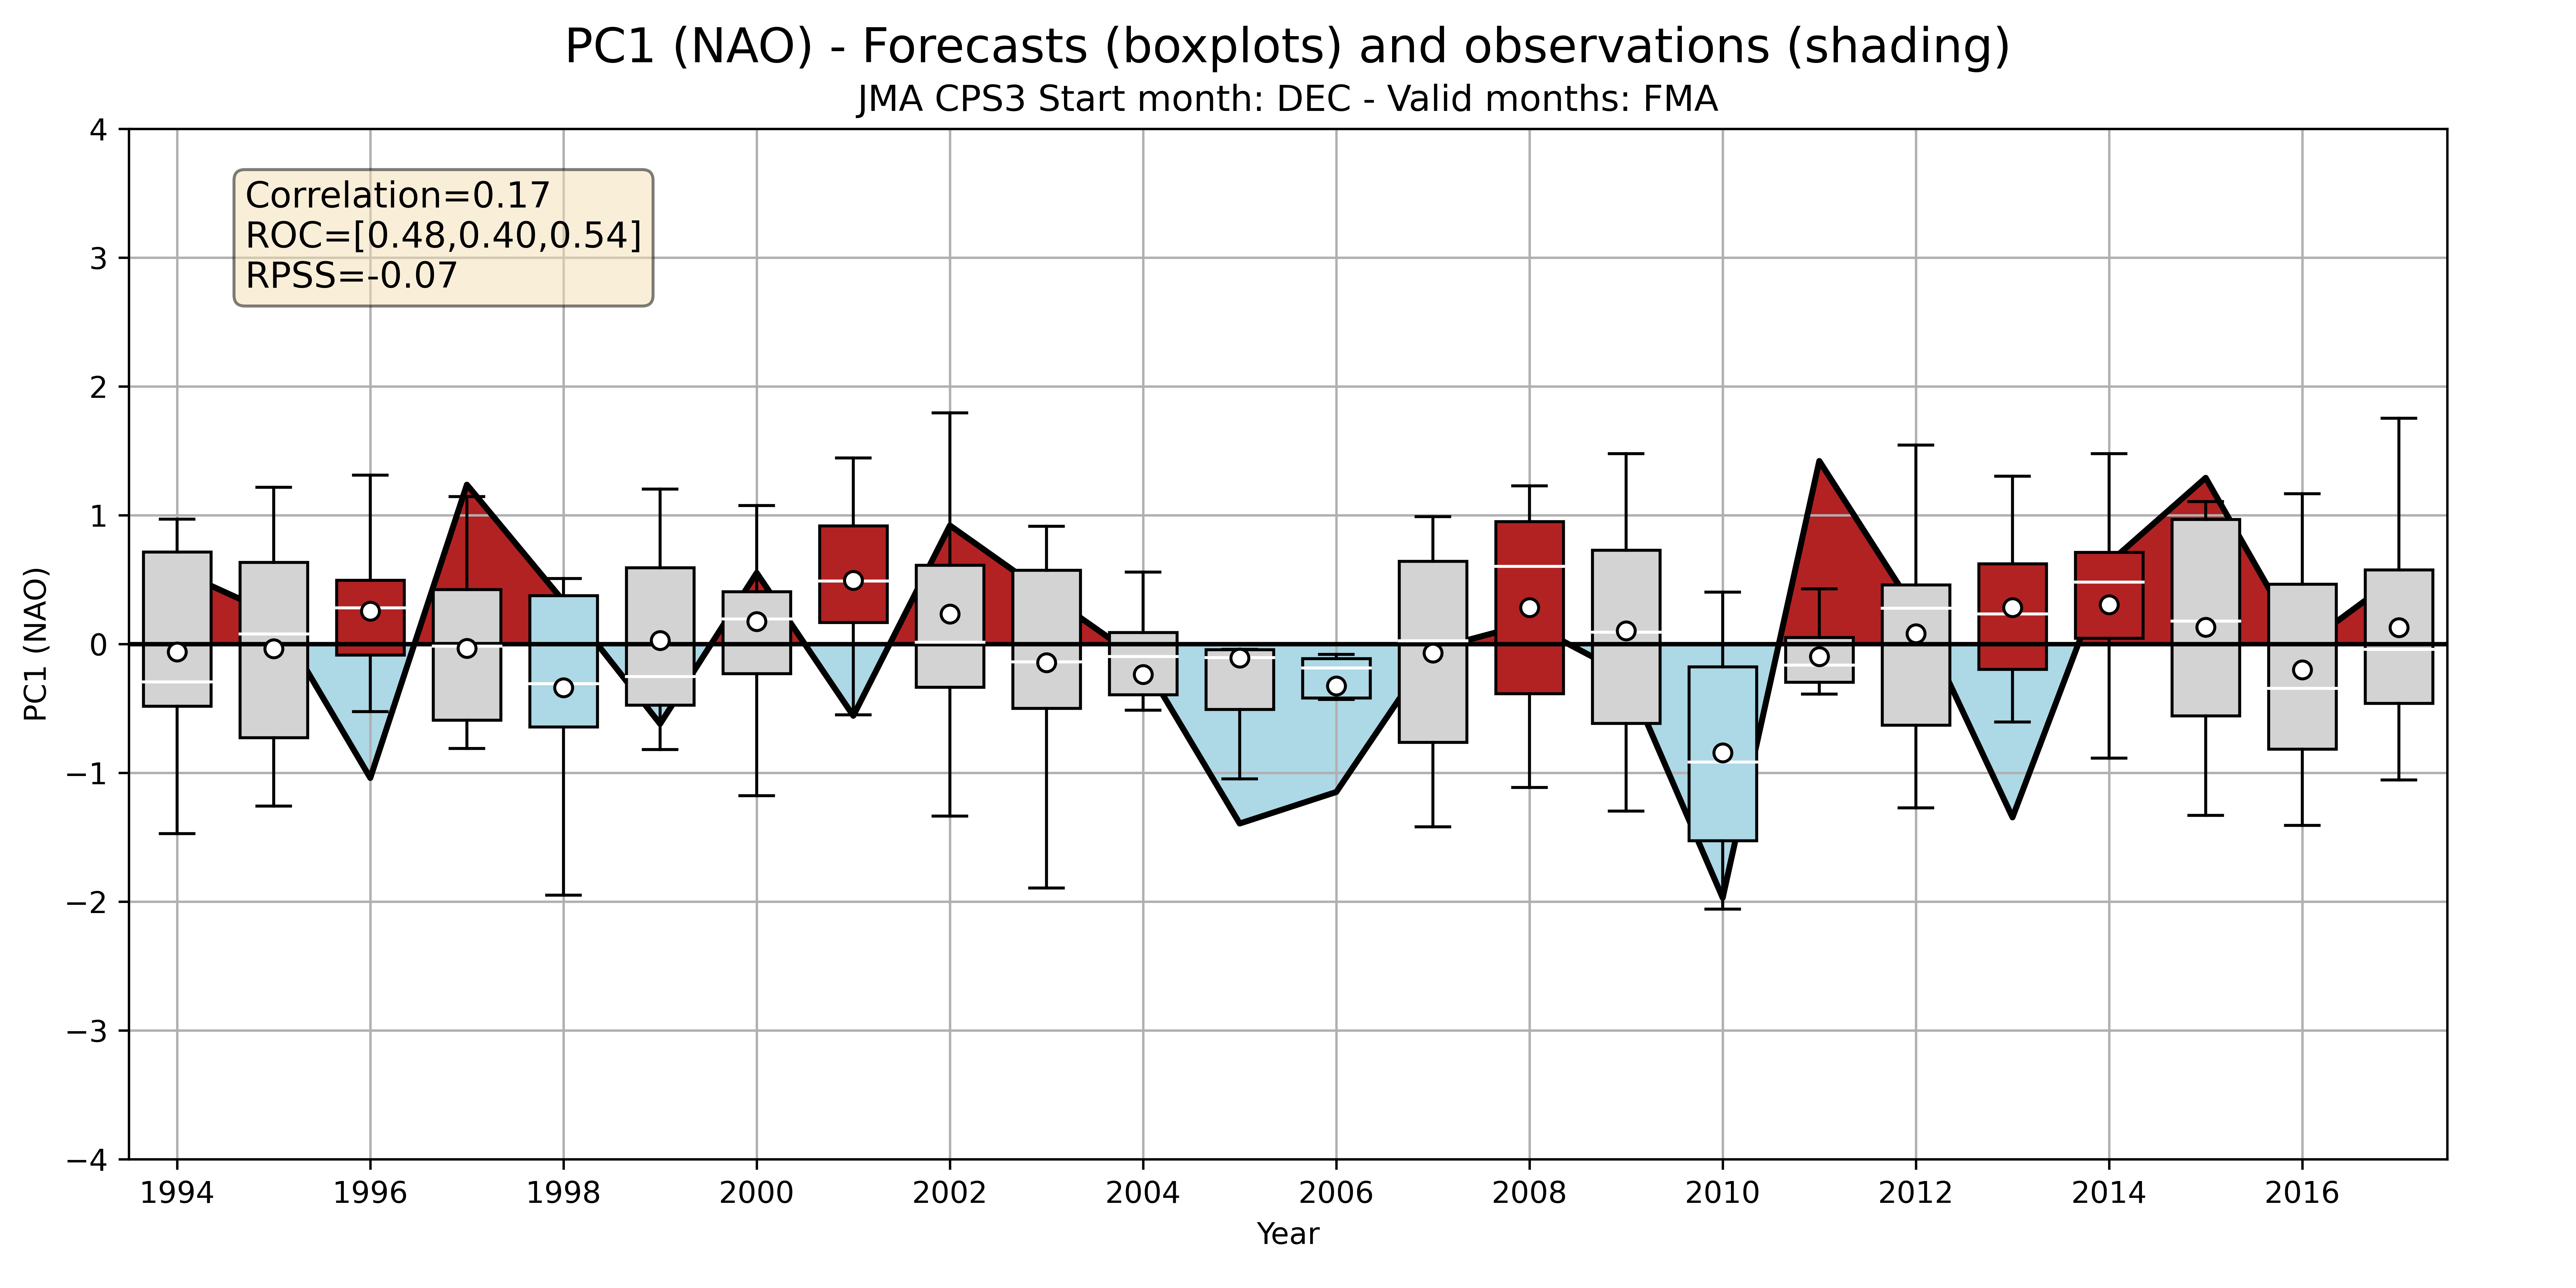 PC1 (NAO) - Forecasts (boxplots) and observations (shading)
JMA CPS3 Start month: DEC - Valid months: FMA
Correlation=0.17
ROC=[0.48,0.40,0.54]
RPSS=-0.07
PC1 (NAO)
4
3
2
1
0
−1
−2
−3
−4
1994 1996 1998 2000 2002 2004 2006 2008 2010 2012 2014 2016
Year